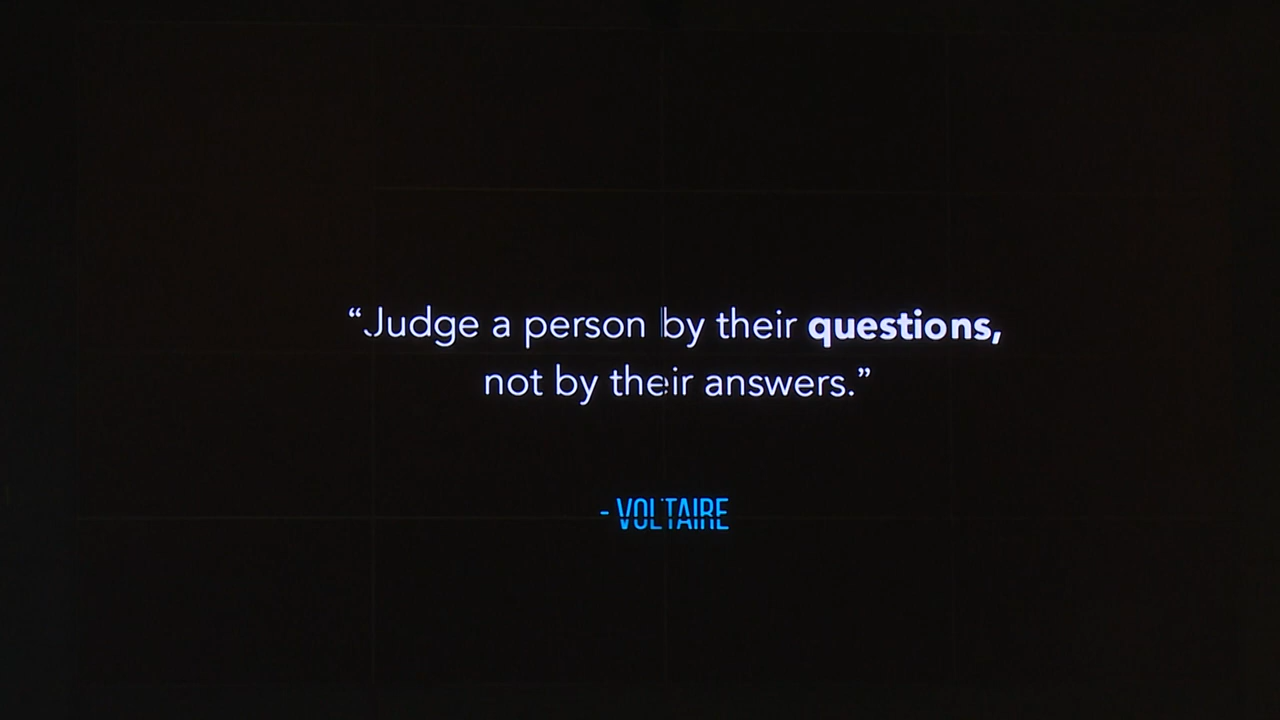 “Judge a person by their questions,
not by their answers.”
- VOLTAIRE